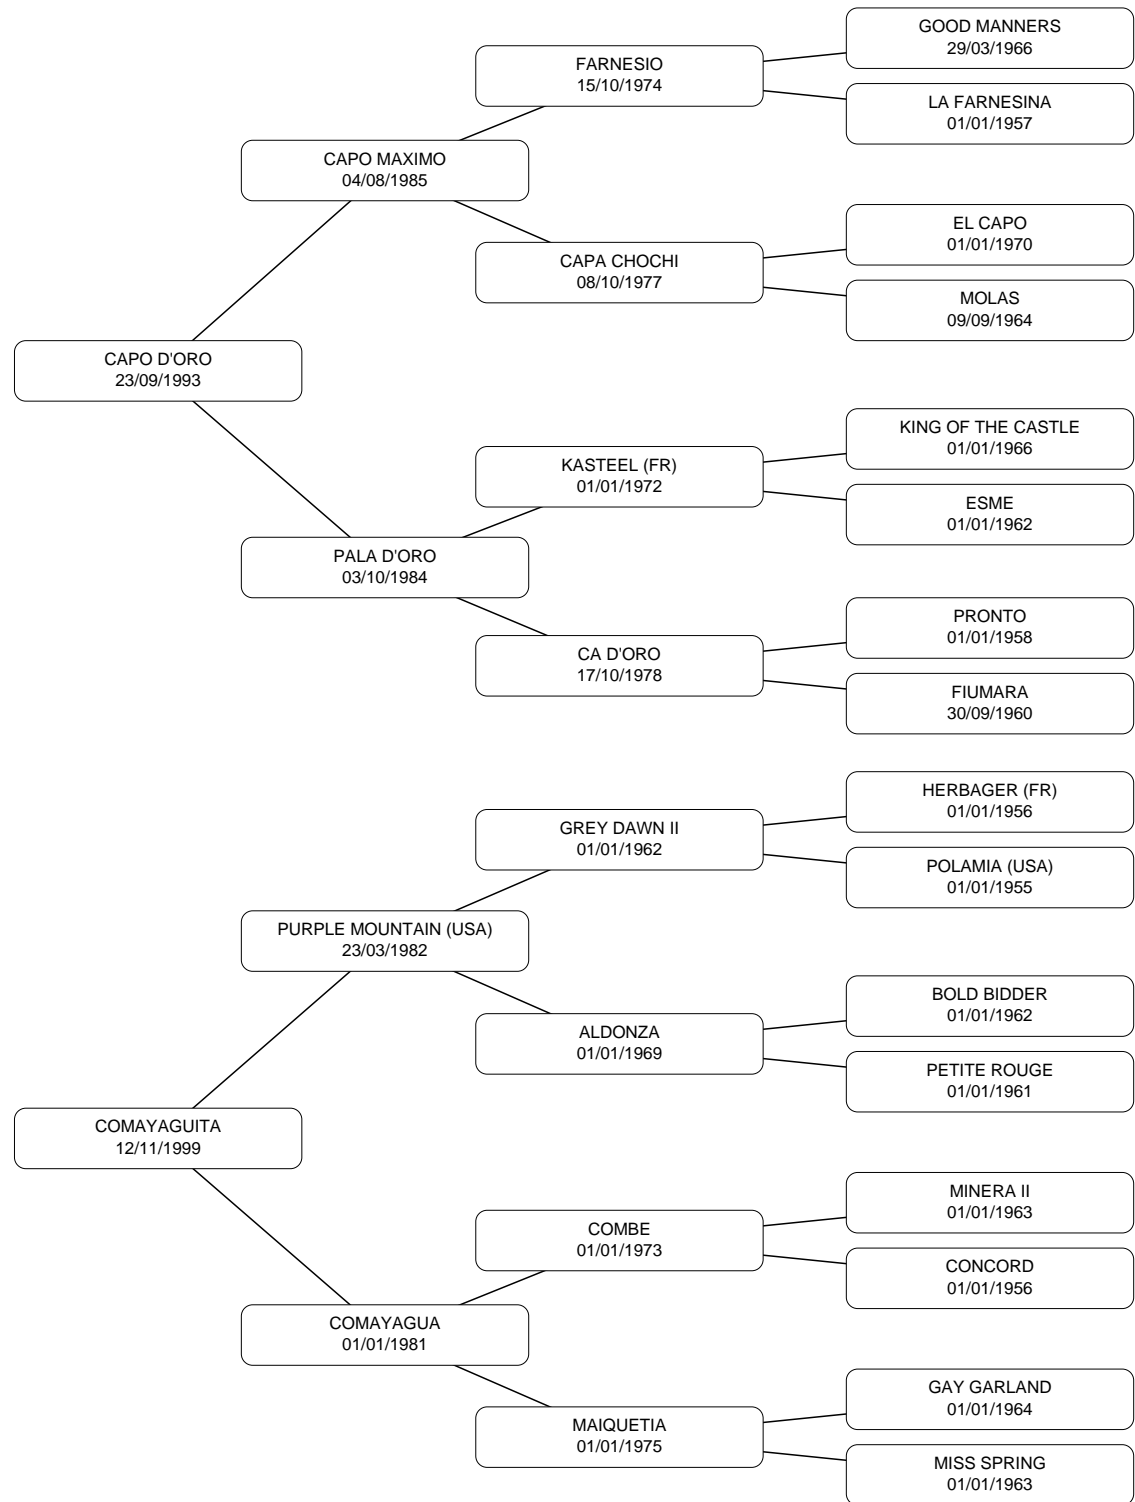 GOOD MANNERS
29/03/1966
FARNESIO
15/10/1974
LA FARNESINA
01/01/1957
CAPO MAXIMO
04/08/1985
EL CAPO
01/01/1970
CAPA CHOCHI
08/10/1977
MOLAS
09/09/1964
CAPO D'ORO
23/09/1993
KING OF THE CASTLE
01/01/1966
KASTEEL (FR)
01/01/1972
ESME
01/01/1962
PALA D'ORO
03/10/1984
PRONTO
01/01/1958
CA D'ORO
17/10/1978
FIUMARA
30/09/1960
HERBAGER (FR)
01/01/1956
GREY DAWN II
01/01/1962
POLAMIA (USA)
01/01/1955
PURPLE MOUNTAIN (USA)
23/03/1982
BOLD BIDDER
01/01/1962
ALDONZA
01/01/1969
PETITE ROUGE
01/01/1961
COMAYAGUITA
12/11/1999
MINERA II
01/01/1963
COMBE
01/01/1973
CONCORD
01/01/1956
COMAYAGUA
01/01/1981
GAY GARLAND
01/01/1964
MAIQUETIA
01/01/1975
MISS SPRING
01/01/1963